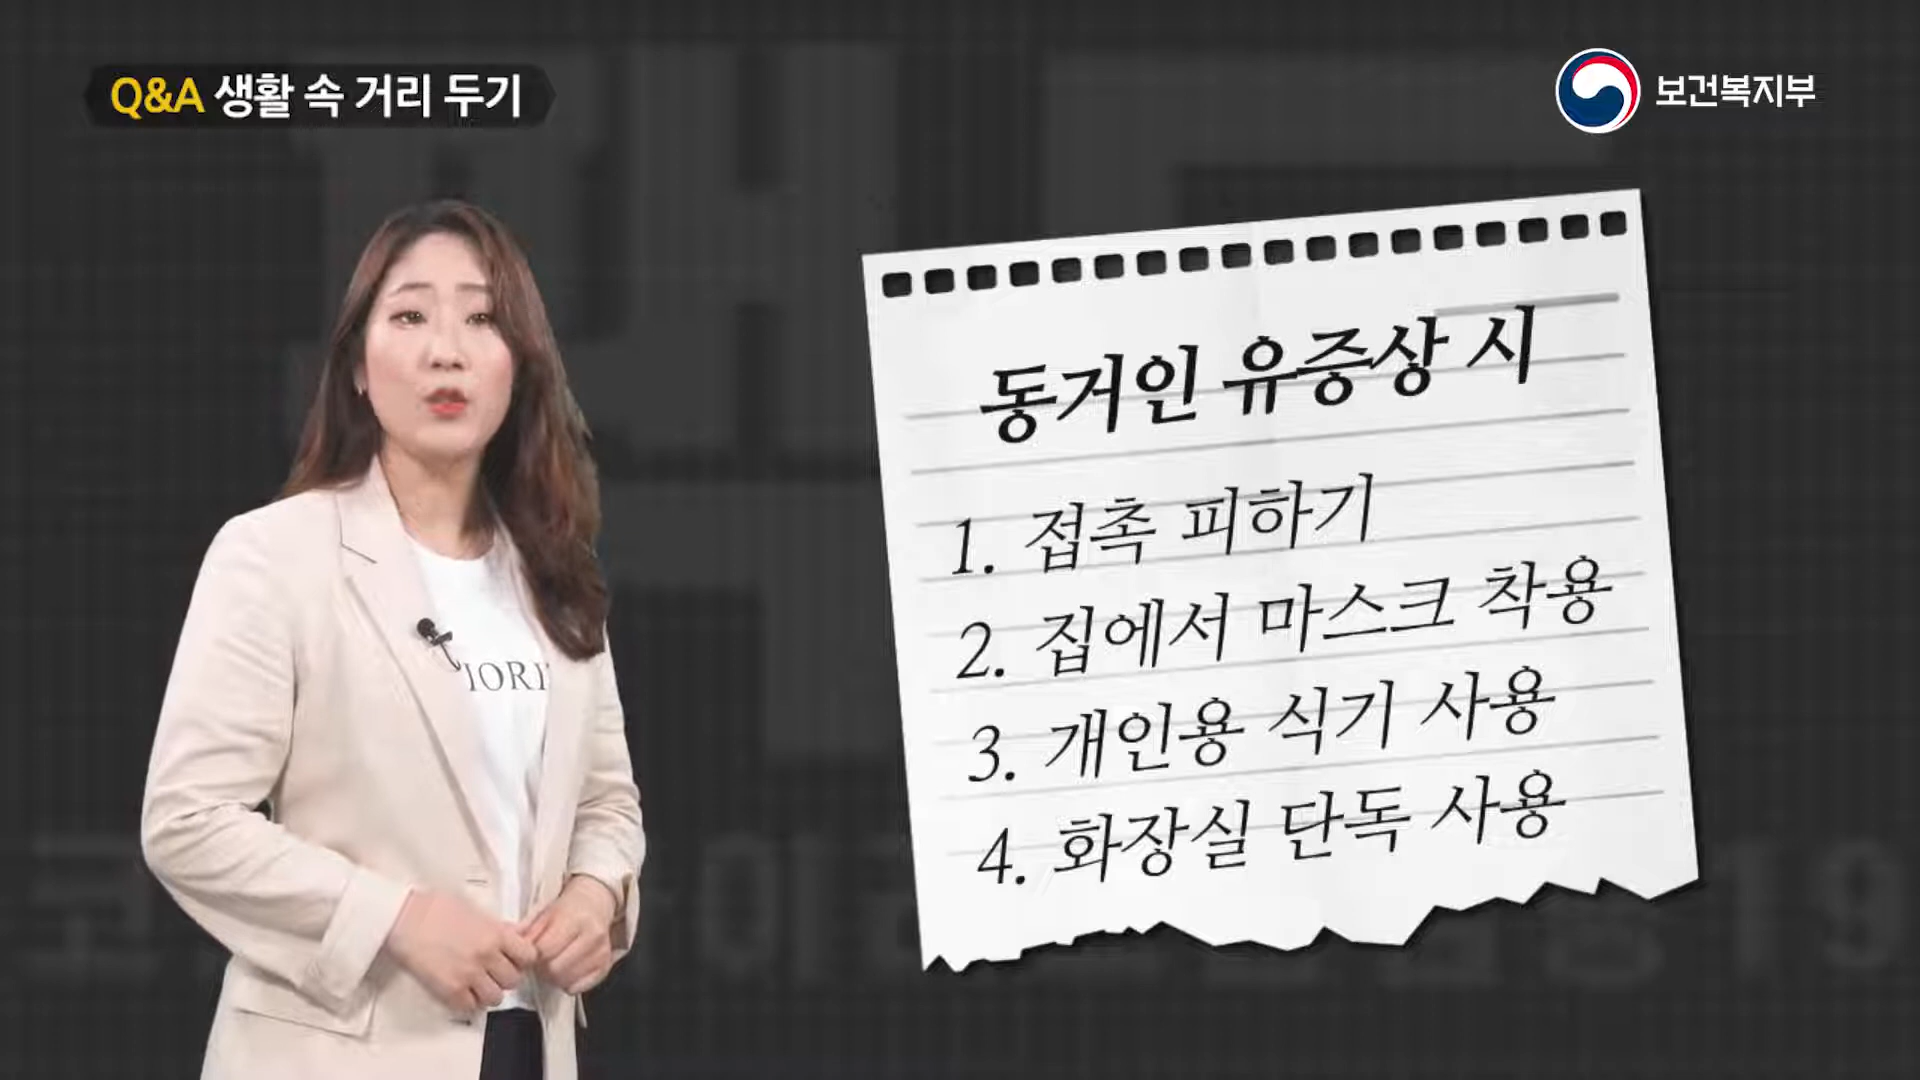 Q&A 생활 속 거리 두기
보건복지부
동거인 유증상 시
1. 접촉 피하기
2. 집에서 마스크 착용
3. 개인용 식기 사용
4. 화장실 단독 사용
IORI
19